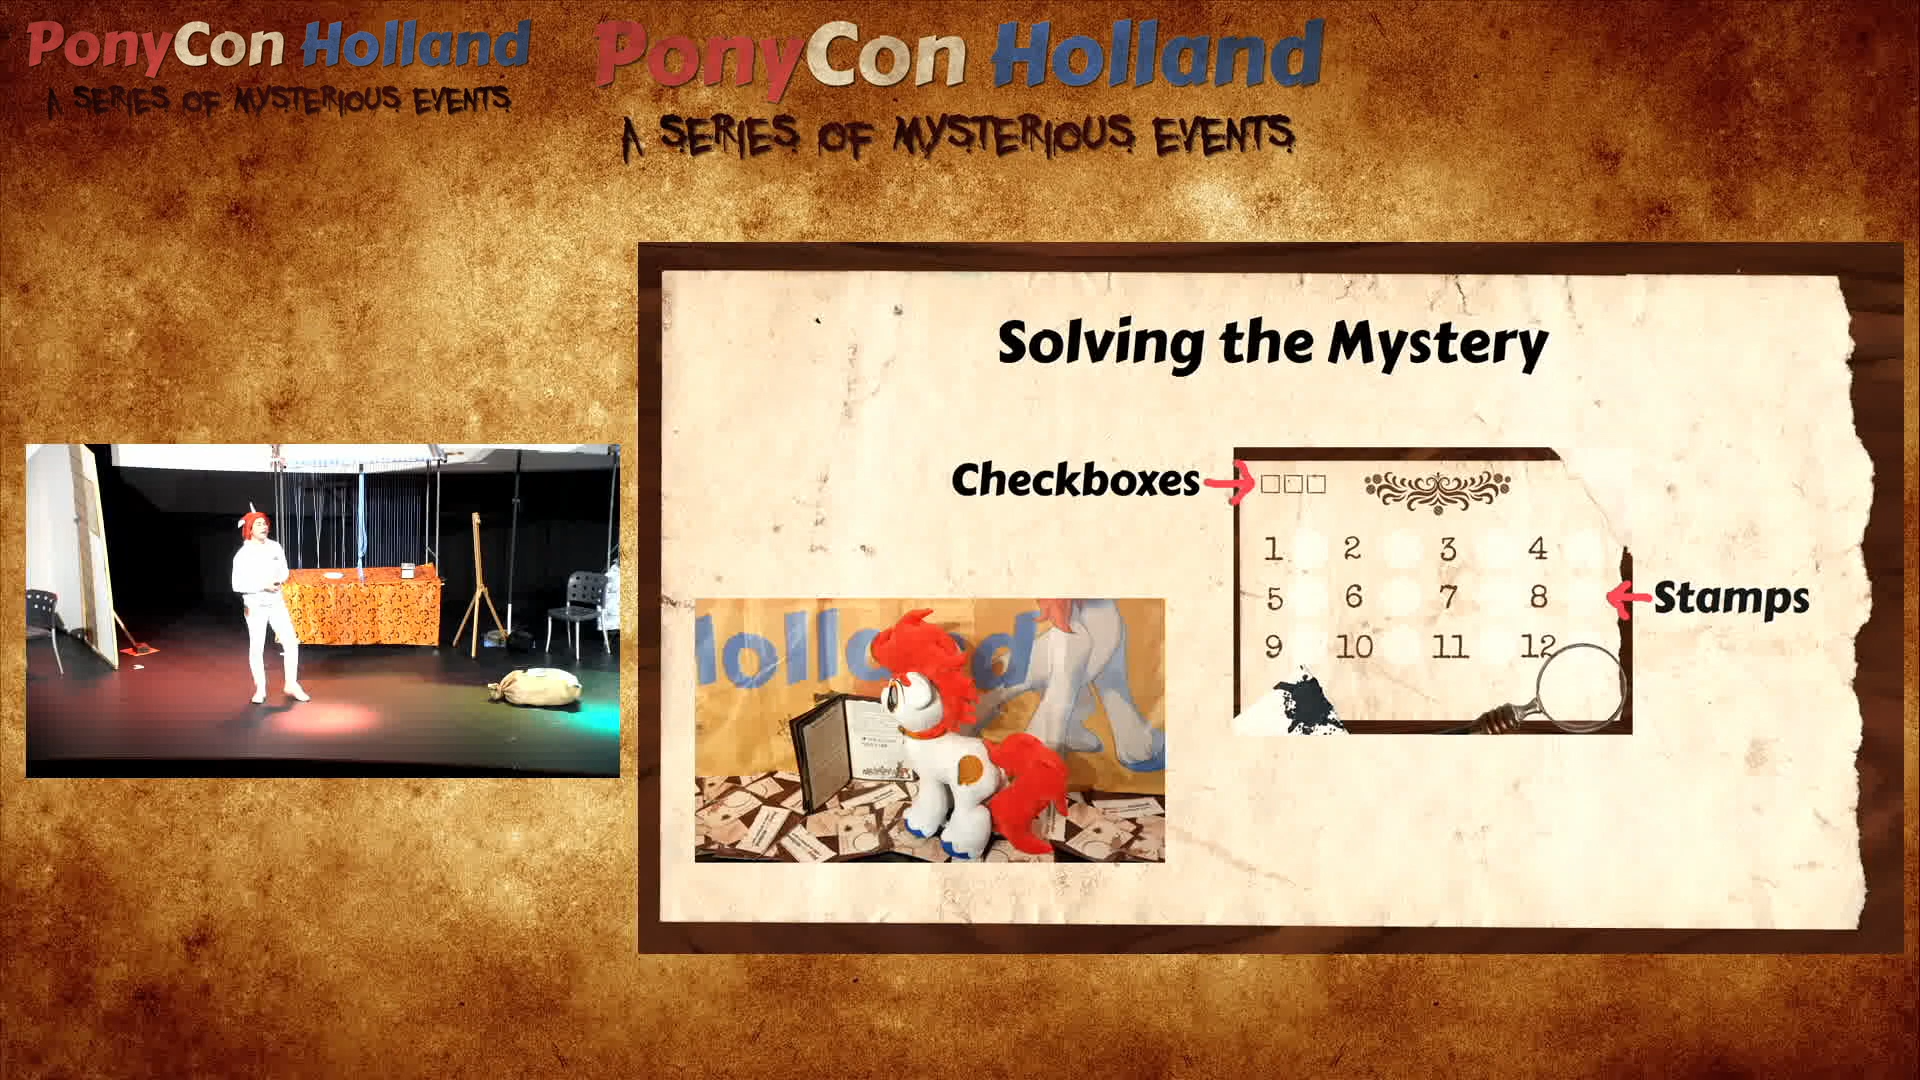 PonyCon Holland
A SERIES OF MYSTERIOUS EVENTS
PonyCon Holland
A SERIES OF MYSTERIOUS EVENTS
Solving the Mystery
Checkboxes
1 2 3 4
5 6 7 8
9 10 11 12
Stamps
Holland